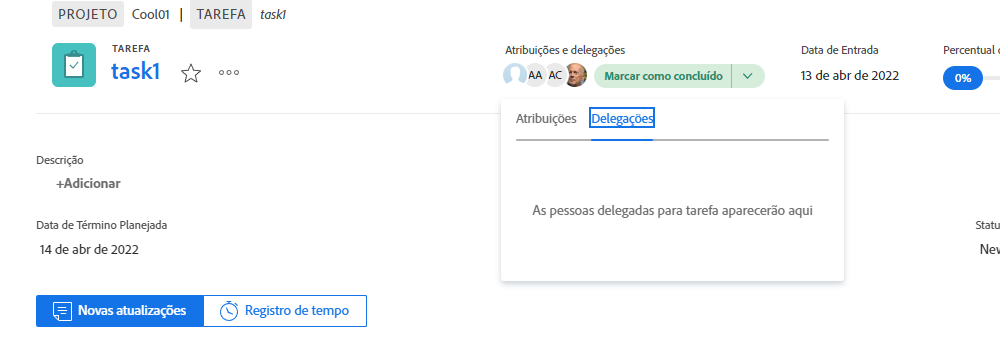 PROJETO Cool01 | TAREFA task1
TAREFA
task1
Atribuições e delegações
AA AC
Marcar como concluído
Data de Entrada
13 de abr de 2022
Percentual c
0%
Atribuições Delegações
As pessoas delegadas para tarefa aparecerão aqui
Descrição
+Adicionar
Data de Término Planejada
14 de abr de 2022
Statu
New
Novas atualizações Registro de tempo